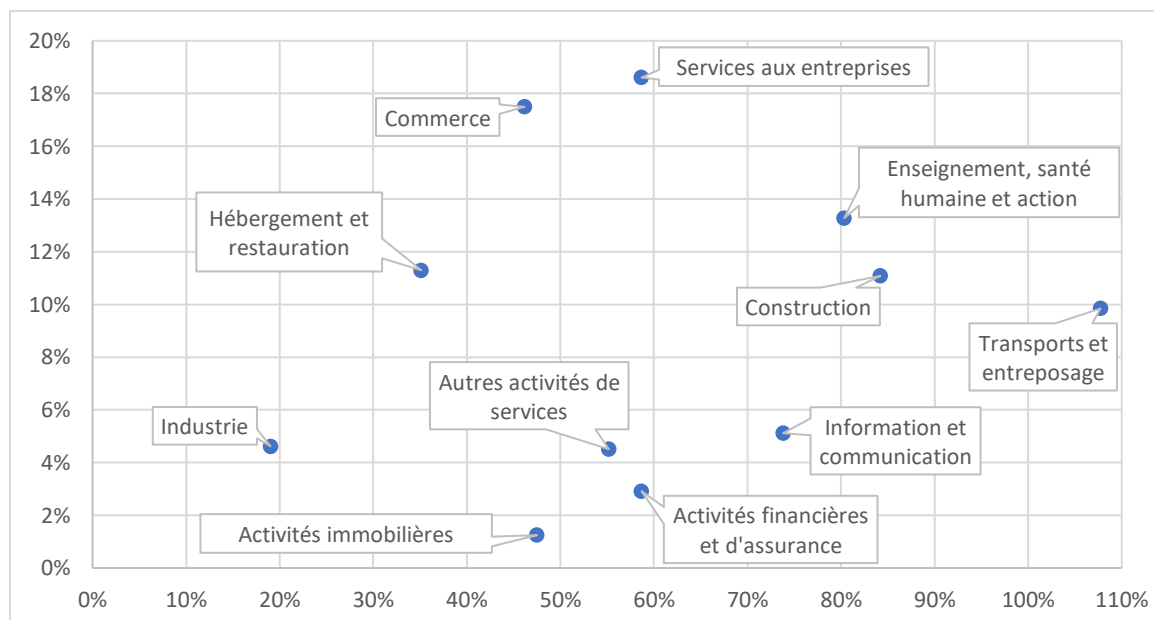 20%
18%
16%
14%
12%
10%
8%
6%
4%
2%
0%
Services aux entreprises
Commerce
Enseignement, santé
humaine et action
Hébergement et
restauration
Construction
Transports et
entreposage
Autres activités de
services
Industrie
Information et
communication
Activités immobilières
Activités financières
et d'assurance
0% 10% 20% 30% 40% 50% 60% 70% 80% 90% 100% 110%